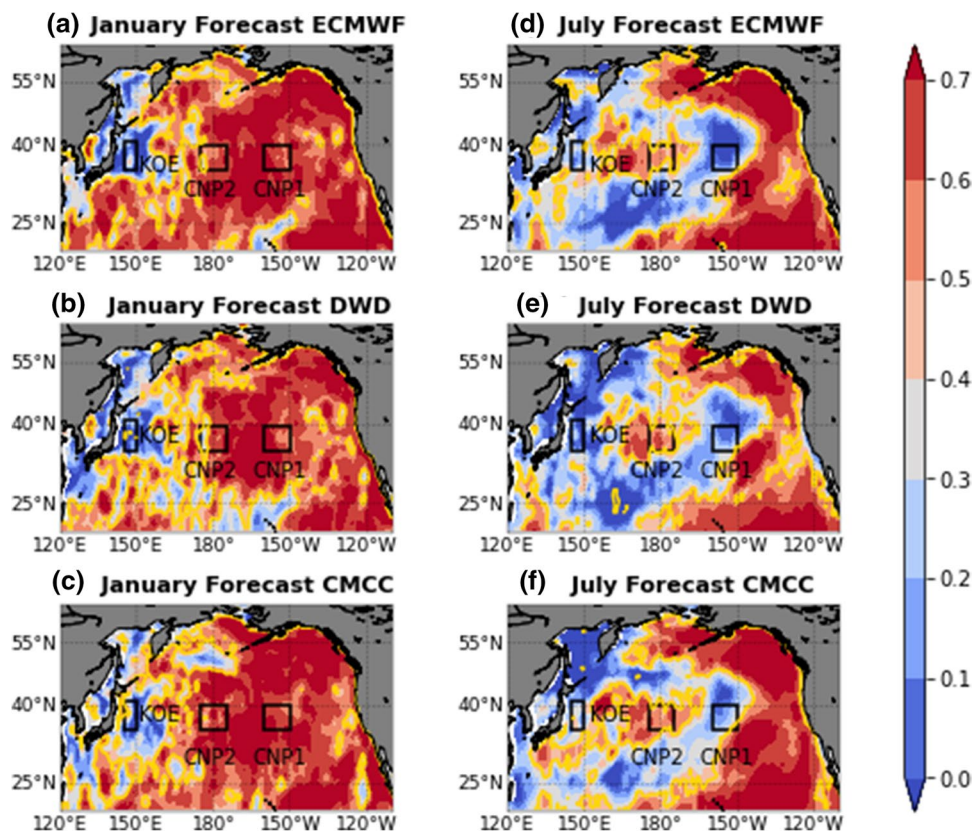 (a) January Forecast ECMWF
55°N
40°N
25°N
KOE
CNP2
CNP1
120°E 150°E 180° 150°W 120°W
(d) July Forecast ECMWF
55°N
40°N
25°N
KOE
CNP2
CNP1
120°E 150°E 180° 150°W 120°W
(b) January Forecast DWD
55°N
40°N
25°N
KOE
CNP2
CNP1
120°E 150°E 180° 150°W 120°W
(e) July Forecast DWD
55°N
40°N
25°N
KOE
CNP2
CNP1
120°E 150°E 180° 150°W 120°W
(c) January Forecast CMCC
55°N
40°N
25°N
KOE
CNP2
CNP1
120°E 150°E 180° 150°W 120°W
(f) July Forecast CMCC
55°N
40°N
25°N
KOE
CNP2
CNP1
120°E 150°E 180° 150°W 120°W
0.7
0.6
0.5
0.4
0.3
0.2
0.1
0.0